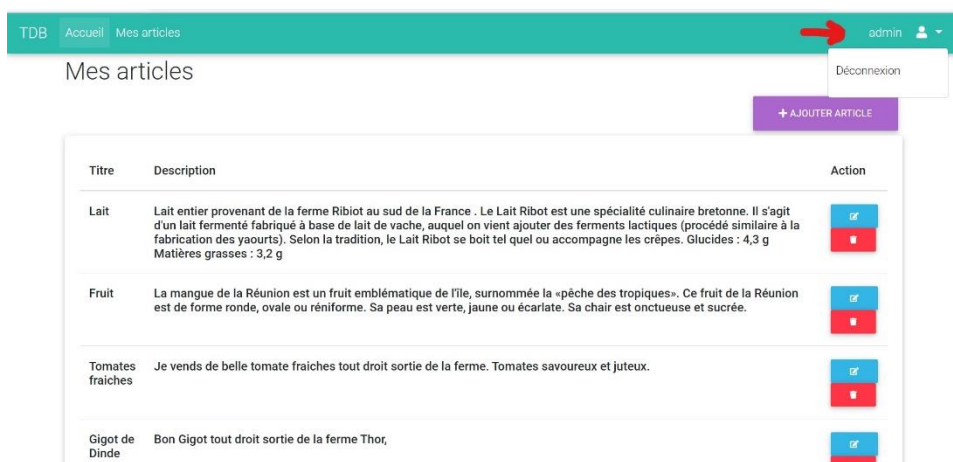 TDB Accueil Mes articles admin
Mes articles
Déconnexion
+ AJOUTER ARTICLE
Titre Description Action
Lait Lait entier provenant de la ferme Ribiot au sud de la France . Le Lait Ribot est une spécialité culinaire bretonne. Il s'agit
d'un lait fermenté fabriqué à base de lait de vache, auquel on vient ajouter des ferments lactiques (procédé similaire à la
fabrication des yaourts). Selon la tradition, le Lait Ribot se boit tel quel ou accompagne les crêpes. Glucides : 4,3 g
Matières grasses : 3,2 g
Fruit La mangue de la Réunion est un fruit emblématique de l'île, surnommée la «pêche des tropiques». Ce fruit de la Réunion
est de forme ronde, ovale ou réniforme. Sa peau est verte, jaune ou écarlate. Sa chair est onctueuse et sucrée.
Tomates Je vends de belle tomate fraiches tout droit sortie de la ferme. Tomates savoureux et juteux.
fraiches
Gigot de Bon Gigot tout droit sortie de la ferme Thor,
Dinde